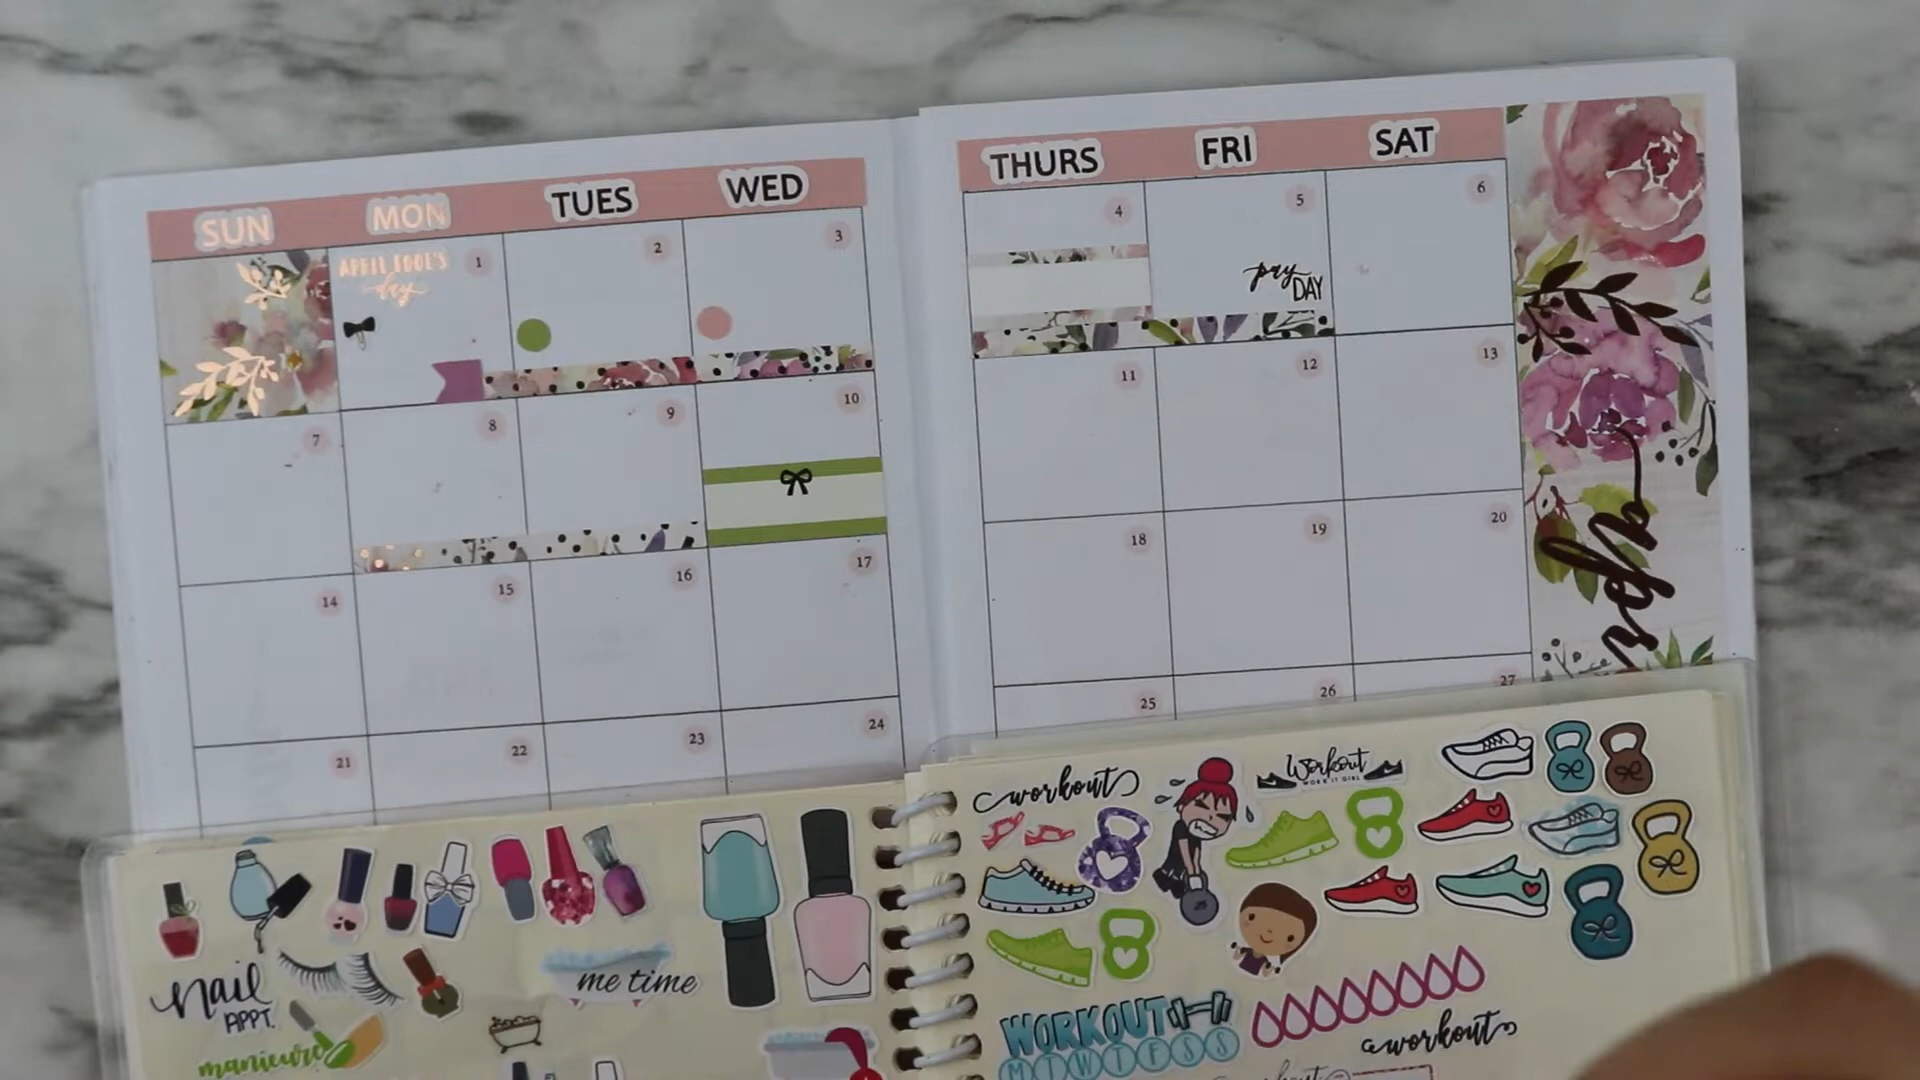 SUN MON TUES WED THURS FRI SAT
APRIL FOOL'S
day
1 2 3 4 5 6
pay
DAY
7 8 9 10 11 12 13
14 15 16 17 18 19 20
21 22 23 24 25 26 27
nail
APPT.
manicure
me time
workout
Workout
WORK IT GIRL
WORKOUT
M T W T F S S
workout